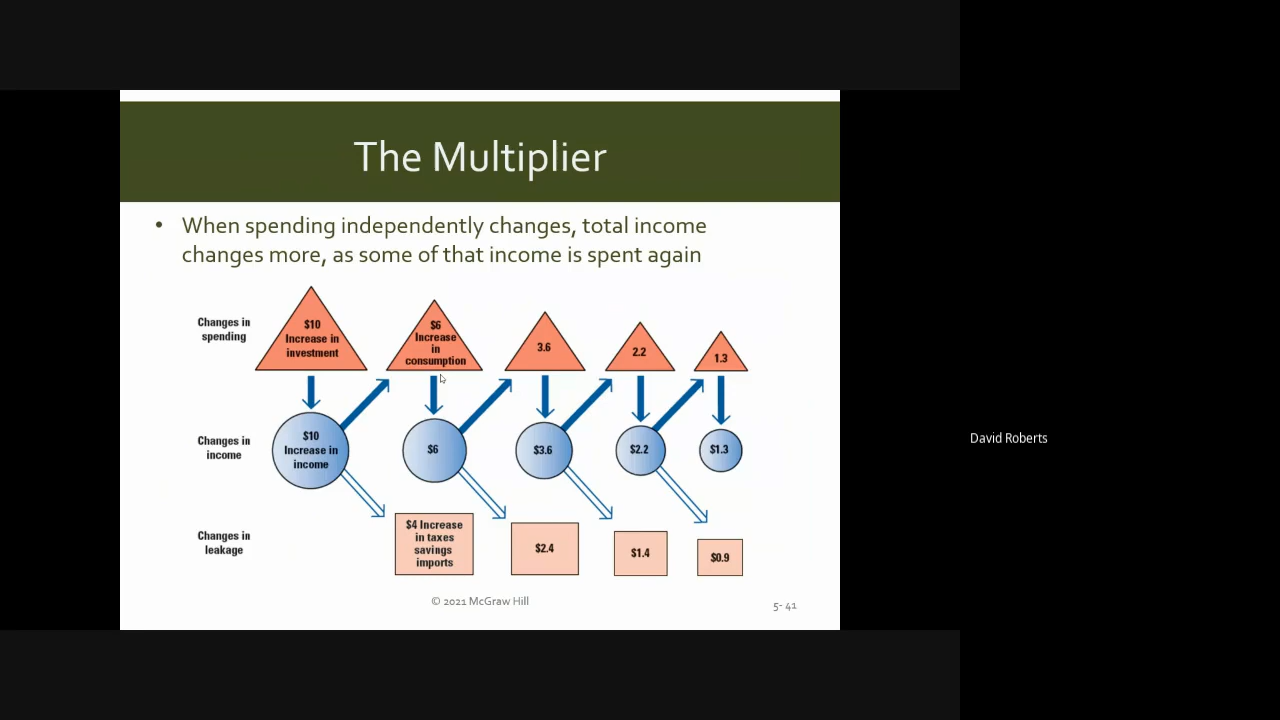 The Multiplier
• When spending independently changes, total income
changes more, as some of that income is spent again
Changes in
spending
$10
Increase in
investment
$6
Increase
in
consumption
3.6
2.2
1.3
Changes in
income
$10
Increase in
income
$6
$3.6
$2.2
$1.3
Changes in
leakage
$4 Increase
in taxes
savings
imports
$2.4
$1.4
$0.9
© 2021 McGraw Hill
5- 41
David Roberts